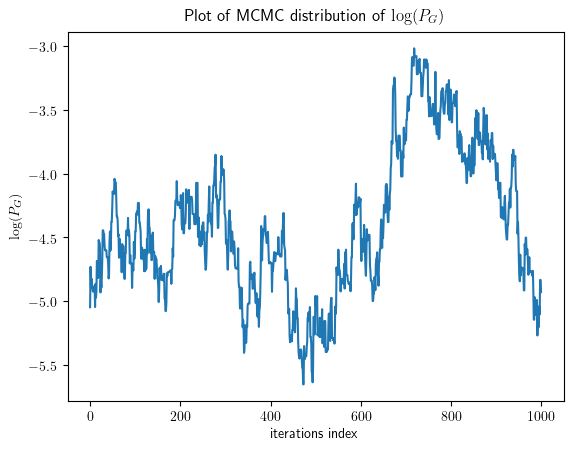 Plot of MCMC distribution of log(P_G)
−3.0
−3.5
−4.0
−4.5
−5.0
−5.5
log(P_G)
0 200 400 600 800 1000
iterations index